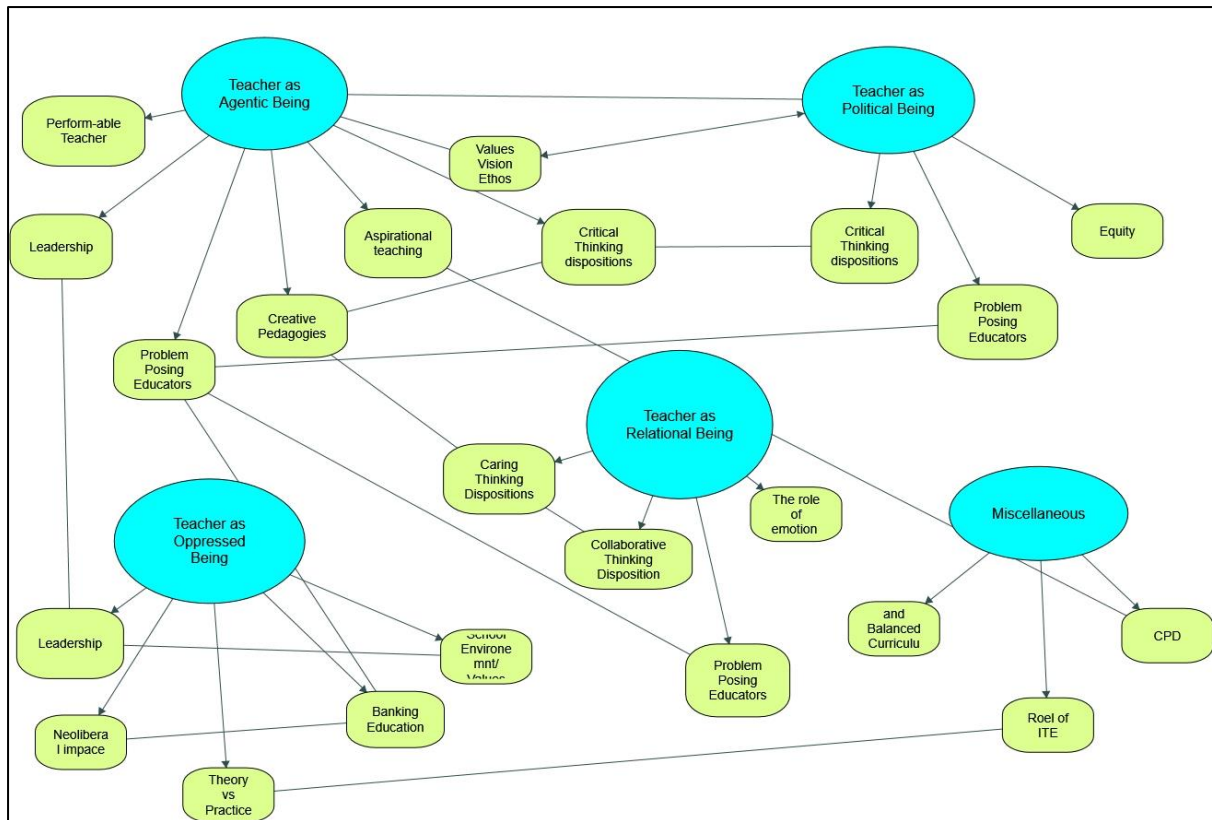 Teacher as
Agentic Being
Teacher as
Political Being
Perform-able
Teacher
Values
Vision
Ethos
Leadership
Aspirational
teaching
Critical
Thinking
dispositions
Critical
Thinking
dispositions
Equity
Creative
Pedagogies
Problem
Posing
Educators
Problem
Posing
Educators
Teacher as
Relational Being
Caring
Thinking
Dispositions
The role
of
emotion
Miscellaneous
Teacher as
Oppressed
Being
Collaborative
Thinking
Disposition
and
Balanced
Curriculu
CPD
Leadership
School
Environe
mnt/
Values
Problem
Posing
Educators
Neolibera
l impace
Banking
Education
Roel of
ITE
Theory
vs
Practice